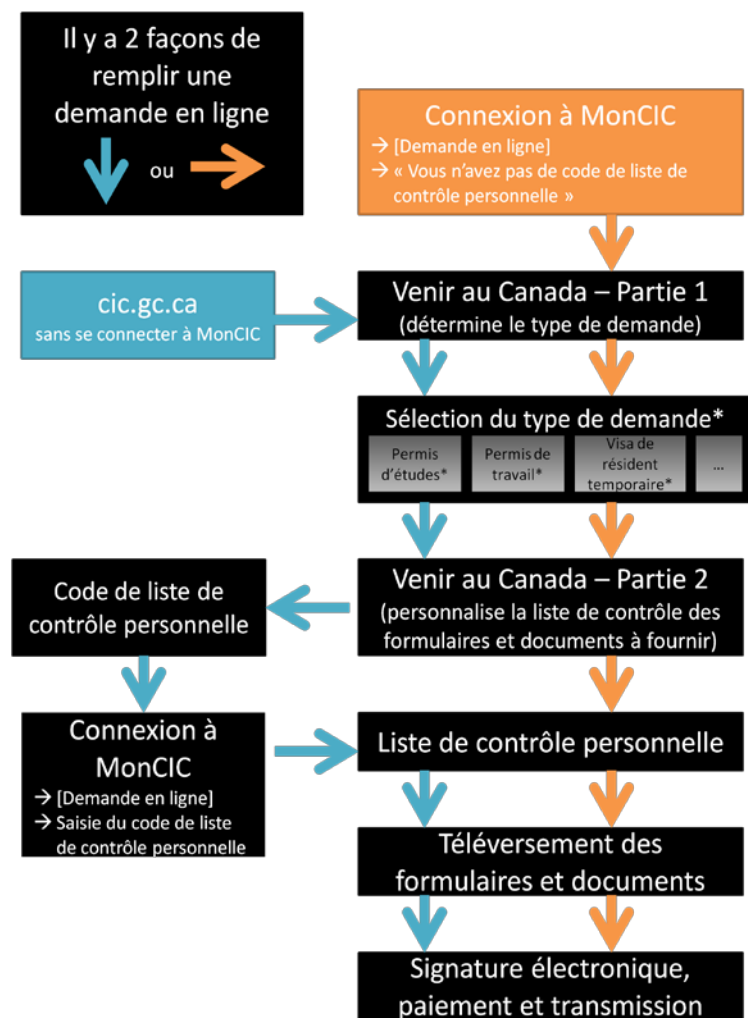 Il y a 2 façons de
remplir une
demande en ligne
ou
Connexion à MonCIC
→ [Demande en ligne]
→ « Vous n’avez pas de code de liste de
contrôle personnelle »
cic.gc.ca
sans se connecter à MonCIC
Venir au Canada – Partie 1
(détermine le type de demande)
Sélection du type de demande*
Permis
d’études*
Permis de
travail*
Visa de
résident
temporaire*
...
Venir au Canada – Partie 2
(personnalise la liste de contrôle des
formulaires et documents à fournir)
Code de liste de
contrôle personnelle
Connexion à
MonCIC
→ [Demande en ligne]
→ Saisie du code de liste
de contrôle personnelle
Liste de contrôle personnelle
Téléversement des
formulaires et documents
Signature électronique,
paiement et transmission